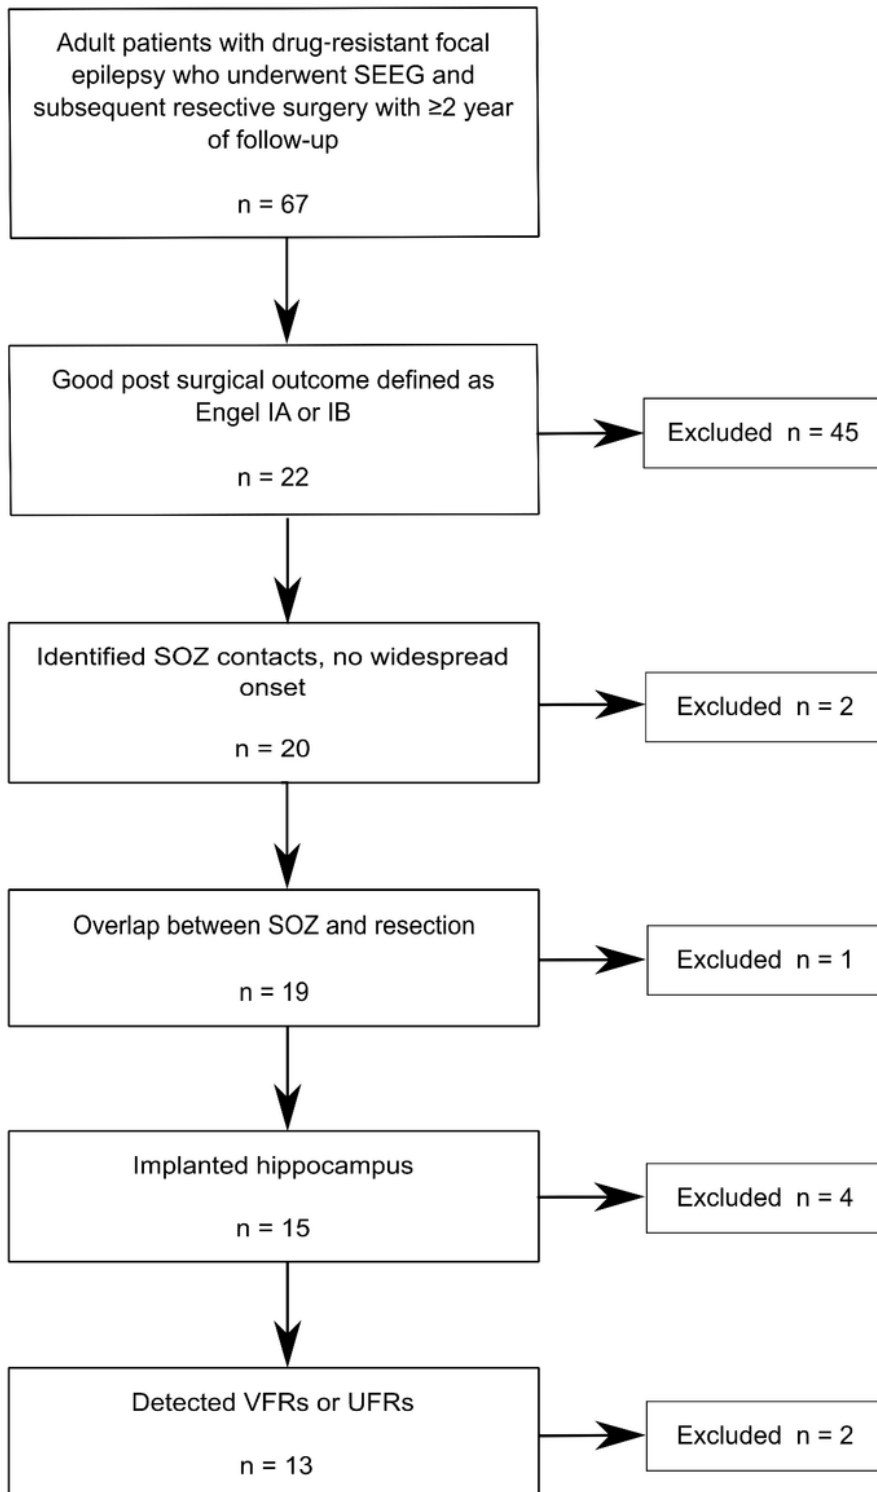 Adult patients with drug-resistant focal
epilepsy who underwent SEEG and
subsequent resective surgery with ≥2 year
of follow-up
n = 67
Good post surgical outcome defined as
Engel IA or IB
n = 22
Excluded n = 45
Identified SOZ contacts, no widespread
onset
n = 20
Excluded n = 2
Overlap between SOZ and resection
n = 19
Excluded n = 1
Implanted hippocampus
n = 15
Excluded n = 4
Detected VFRs or UFRs
n = 13
Excluded n = 2